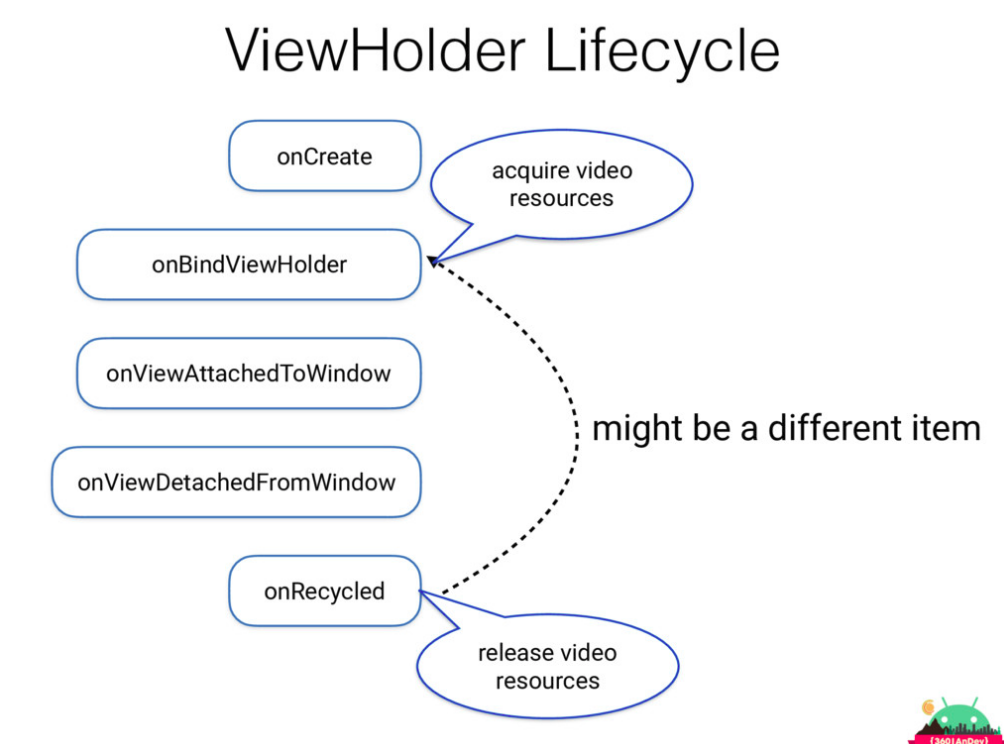 ViewHolder Lifecycle
onCreate
acquire video
resources
onBindViewHolder
onViewAttachedToWindow
might be a different item
onViewDetachedFromWindow
onRecycled
release video
resources
{360|AnDev}